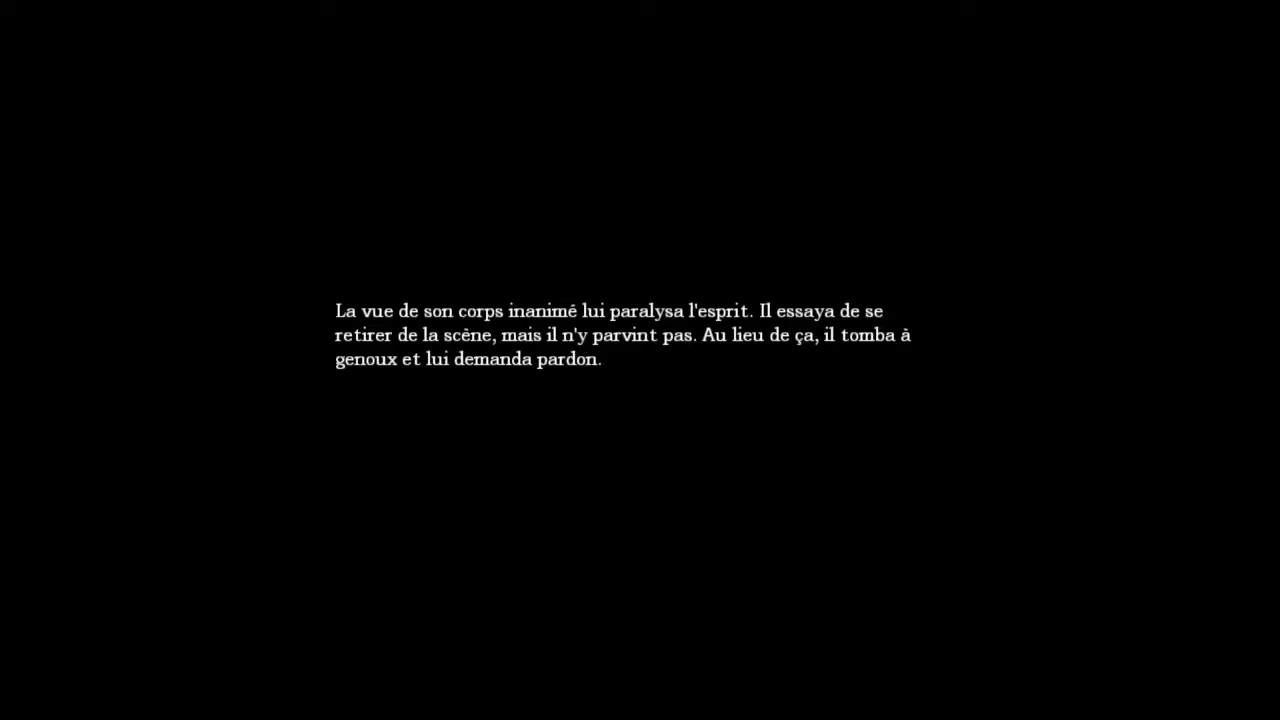 La vue de son corps inanimé lui paralysa l'esprit. Il essaya de se
retirer de la scène, mais il n'y parvint pas. Au lieu de ça, il tomba à
genoux et lui demanda pardon.